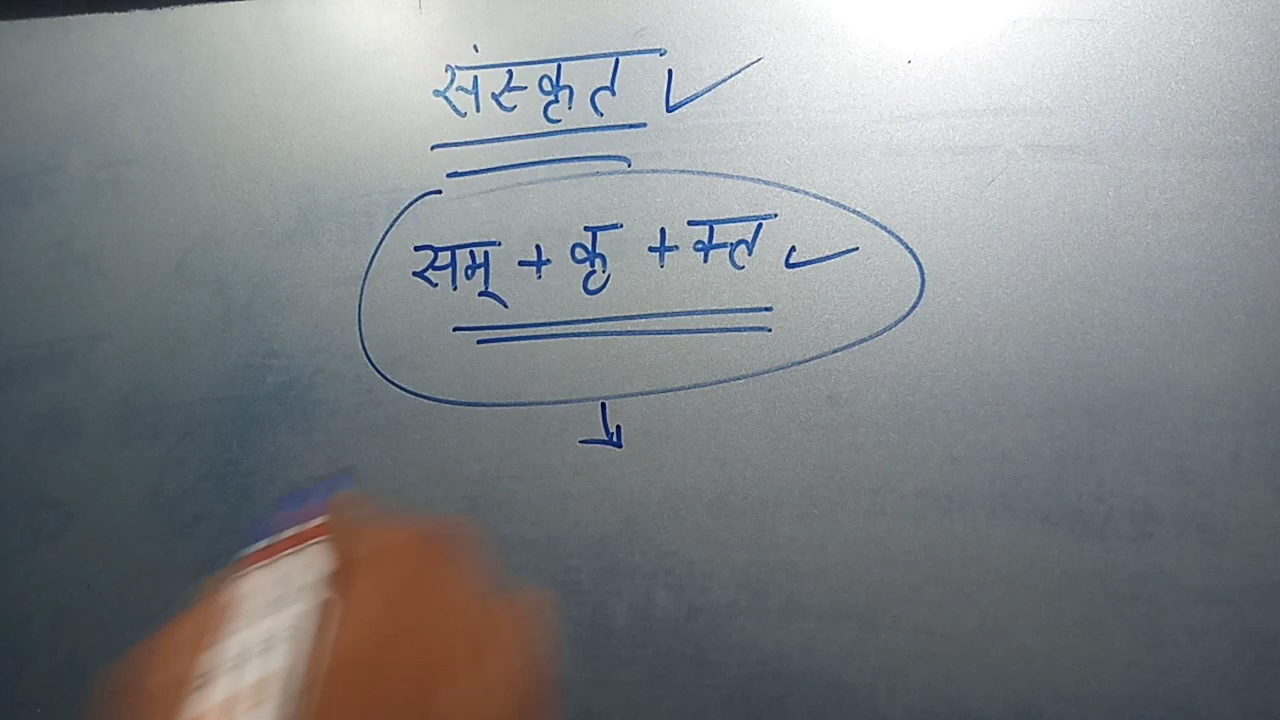 संस्कृत
सम् + कृ + क्त